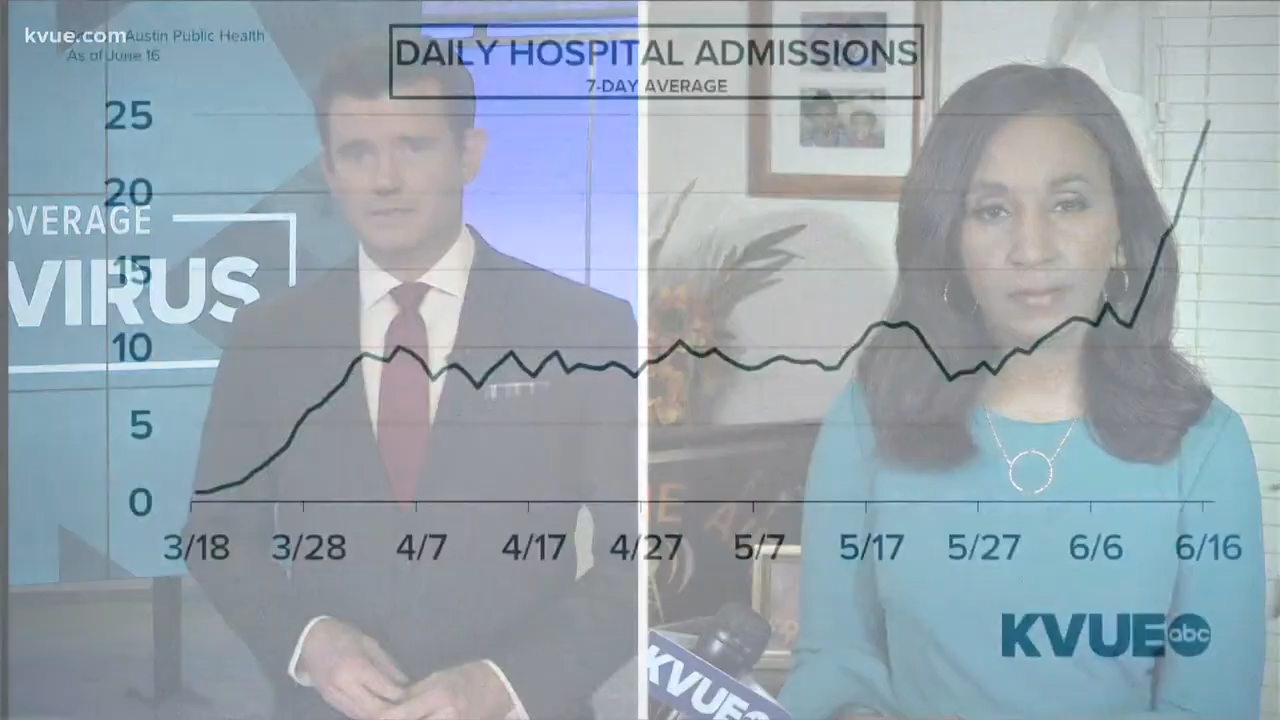 kvue.com Austin Public Health
As of June 16
DAILY HOSPITAL ADMISSIONS
7-DAY AVERAGE
25
20
OVERAGE
15
VIRUS
10
5
0
3/18 3/28 4/7 4/17 4/27 5/7 5/17 5/27 6/6 6/16
KVUE abc
KVUE